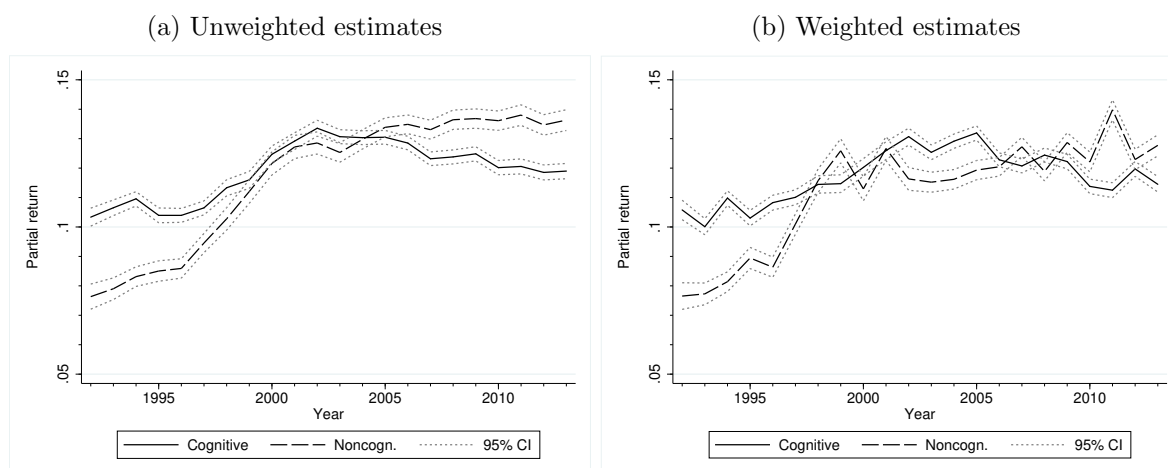 (a) Unweighted estimates
.15
.1
.05
Partial return
1995 2000 2005 2010
Year
Cognitive Noncogn. 95% CI
(b) Weighted estimates
.15
.1
.05
Partial return
1995 2000 2005 2010
Year
Cognitive Noncogn. 95% CI